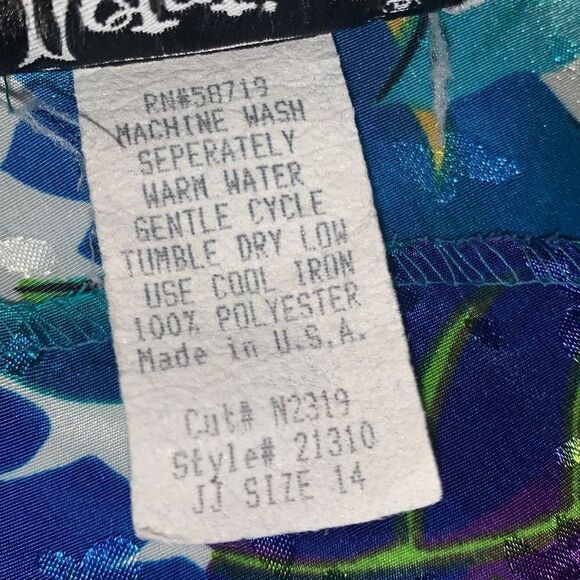 RN#58719
MACHINE WASH
SEPERATELY
WARM WATER
GENTLE CYCLE
TUMBLE DRY LOW
USE COOL IRON
100% POLYESTER
Made in U.S.A.
Cut# N2319
Style# 21310
JJ SIZE 14